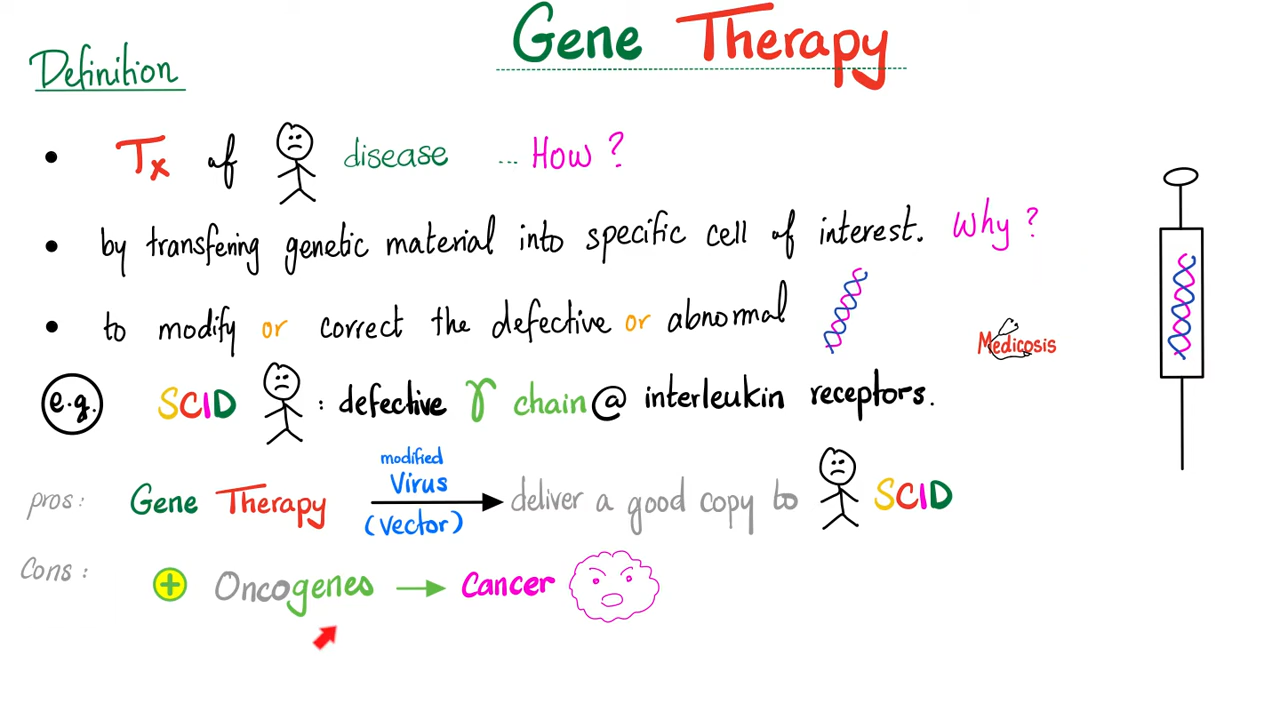 Gene Therapy
Definition
• Tx of disease ... How ?
• by transfering genetic material into specific cell of interest. Why ?
• to modify or correct the defective or abnormal
Medicosis
e.g. SCID : defective γ chain @ interleukin receptors.
pros: Gene Therapy modified Virus (vector) deliver a good copy to SCID
Cons: + Oncogenes → Cancer